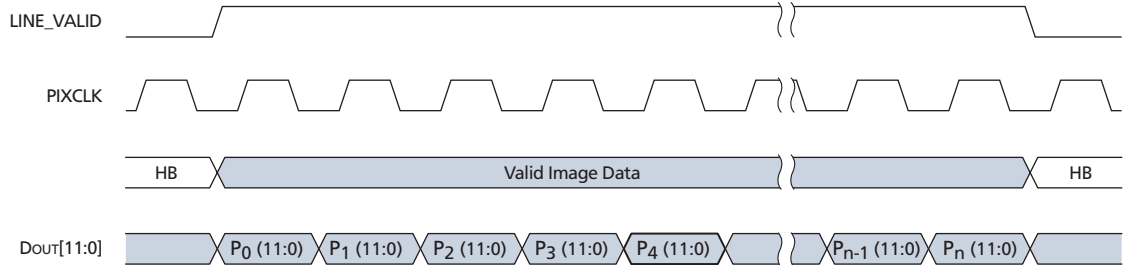 LINE_VALID
PIXCLK
HB Valid Image Data HB
DOUT[11:0] P0 (11:0) P1 (11:0) P2 (11:0) P3 (11:0) P4 (11:0) Pn-1 (11:0) Pn (11:0)